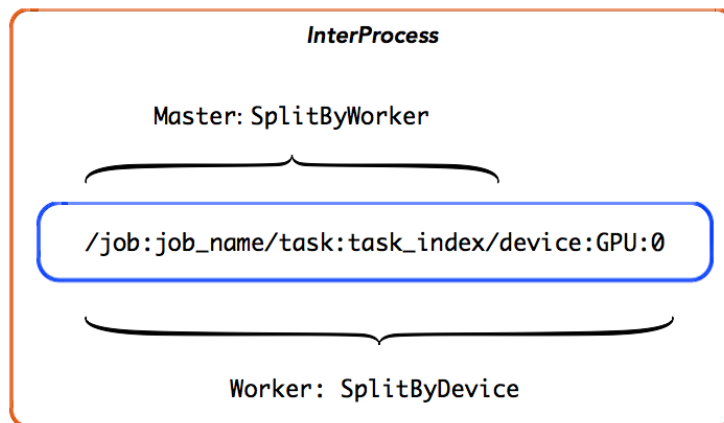 InterProcess
Master: SplitByWorker
/job:job_name/task:task_index/device:GPU:0
Worker: SplitByDevice